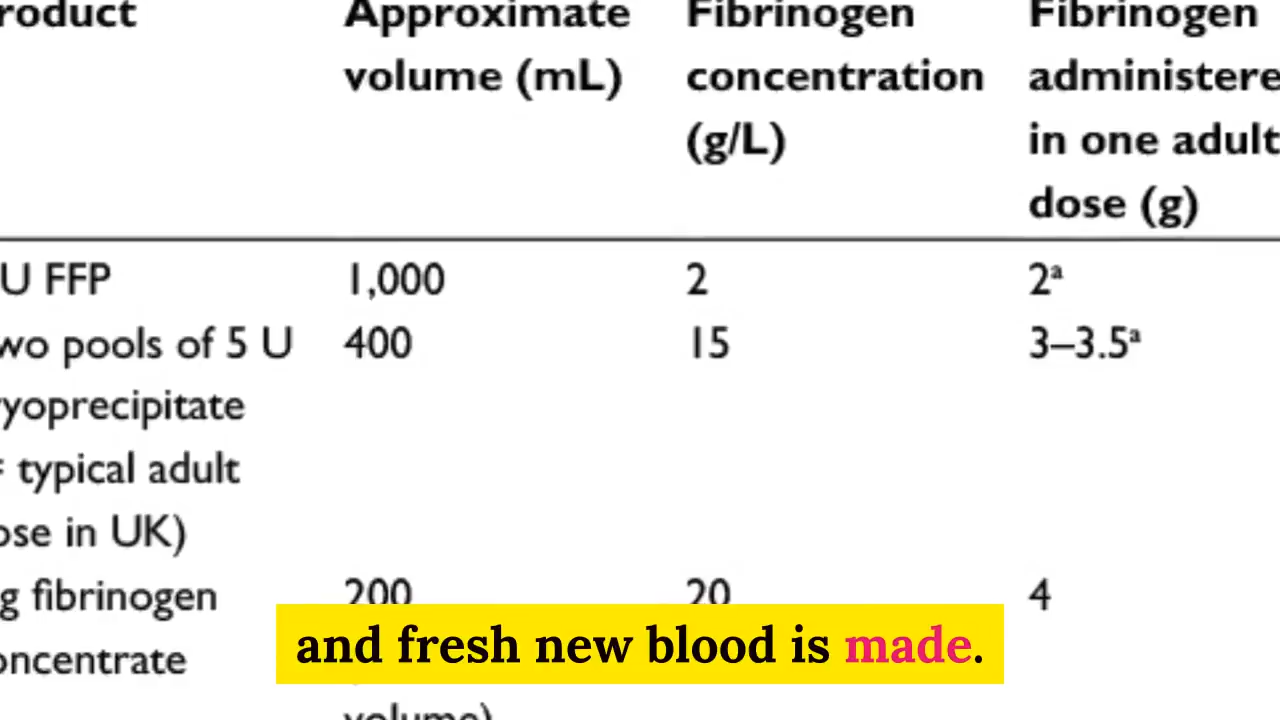 roduct Approximate Fibrinogen Fibrinogen
volume (mL) concentration administere
(g/L) in one adult
dose (g)
U FFP 1,000 2 2ᵃ
wo pools of 5 U 400 15 3–3.5ᵃ
yoprecipitate
typical adult
ose in UK)
g fibrinogen 200 20 4
oncentrate
volume)
and fresh new blood is made.